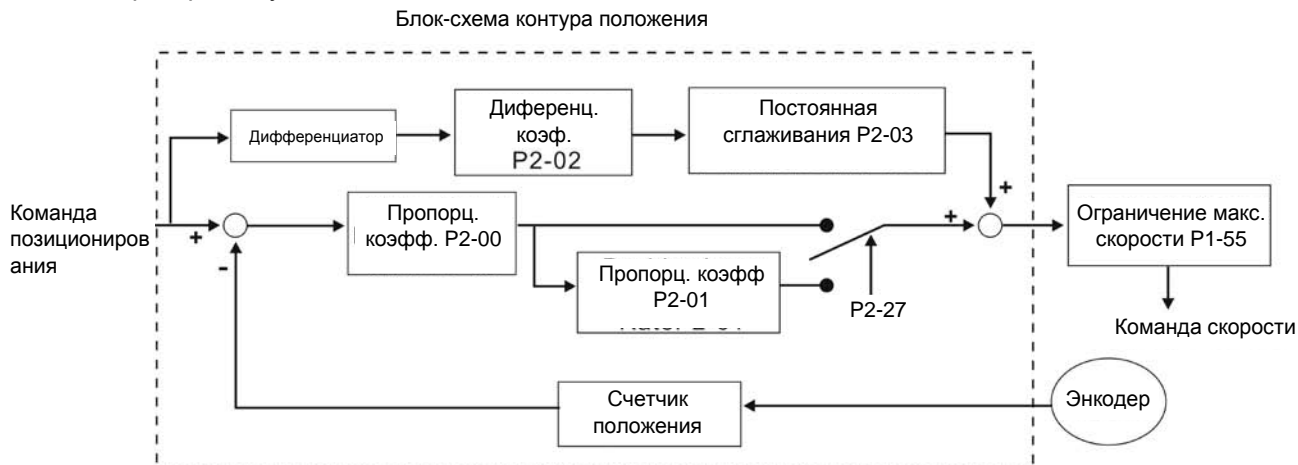 Блок-схема контура положения
Диференц.
коэф.
P2-02
Постоянная
сглаживания P2-03
Дифференциатор
+
Команда
позициониров
ания
+
-
Пропорц.
коэфф. P2-00
+
Ограничение макс.
скорости P1-55
Пропорц. коэфф
P2-01
P2-27
Команда скорости
Счетчик
положения
Энкодер